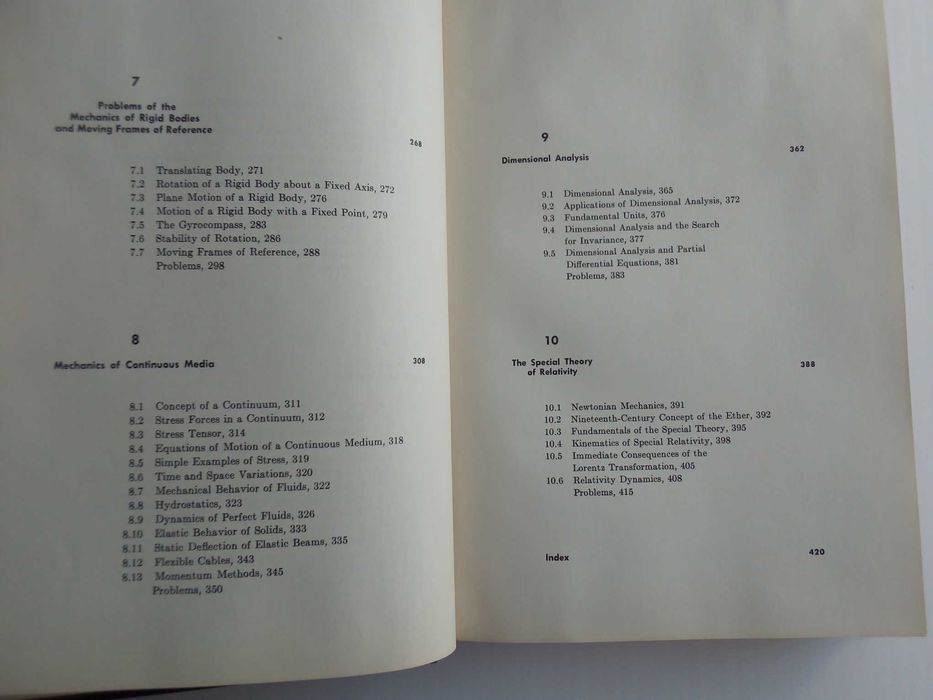 7
Problems of the
Mechanics of Rigid Bodies
and Moving Frames of Reference
268
7.1 Translating Body, 271
7.2 Rotation of a Rigid Body about a Fixed Axis, 272
7.3 Plane Motion of a Rigid Body, 276
7.4 Motion of a Rigid Body with a Fixed Point, 279
7.5 The Gyrocompass, 283
7.6 Stability of Rotation, 286
7.7 Moving Frames of Reference, 288
Problems, 298
8
Mechanics of Continuous Media 308
8.1 Concept of a Continuum, 311
8.2 Stress Forces in a Continuum, 312
8.3 Stress Tensor, 314
8.4 Equations of Motion of a Continuous Medium, 318
8.5 Simple Examples of Stress, 319
8.6 Time and Space Variations, 320
8.7 Mechanical Behavior of Fluids, 322
8.8 Hydrostatics, 323
8.9 Dynamics of Perfect Fluids, 326
8.10 Elastic Behavior of Solids, 333
8.11 Static Deflection of Elastic Beams, 335
8.12 Flexible Cables, 343
8.13 Momentum Methods, 345
Problems, 350
9
Dimensional Analysis 362
9.1 Dimensional Analysis, 365
9.2 Applications of Dimensional Analysis, 372
9.3 Fundamental Units, 376
9.4 Dimensional Analysis and the Search
for Invariance, 377
9.5 Dimensional Analysis and Partial
Differential Equations, 381
Problems, 383
10
The Special Theory
of Relativity 388
10.1 Newtonian Mechanics, 391
10.2 Nineteenth-Century Concept of the Ether, 392
10.3 Fundamentals of the Special Theory, 395
10.4 Kinematics of Special Relativity, 398
10.5 Immediate Consequences of the
Lorentz Transformation, 405
10.6 Relativity Dynamics, 408
Problems, 415
Index 420